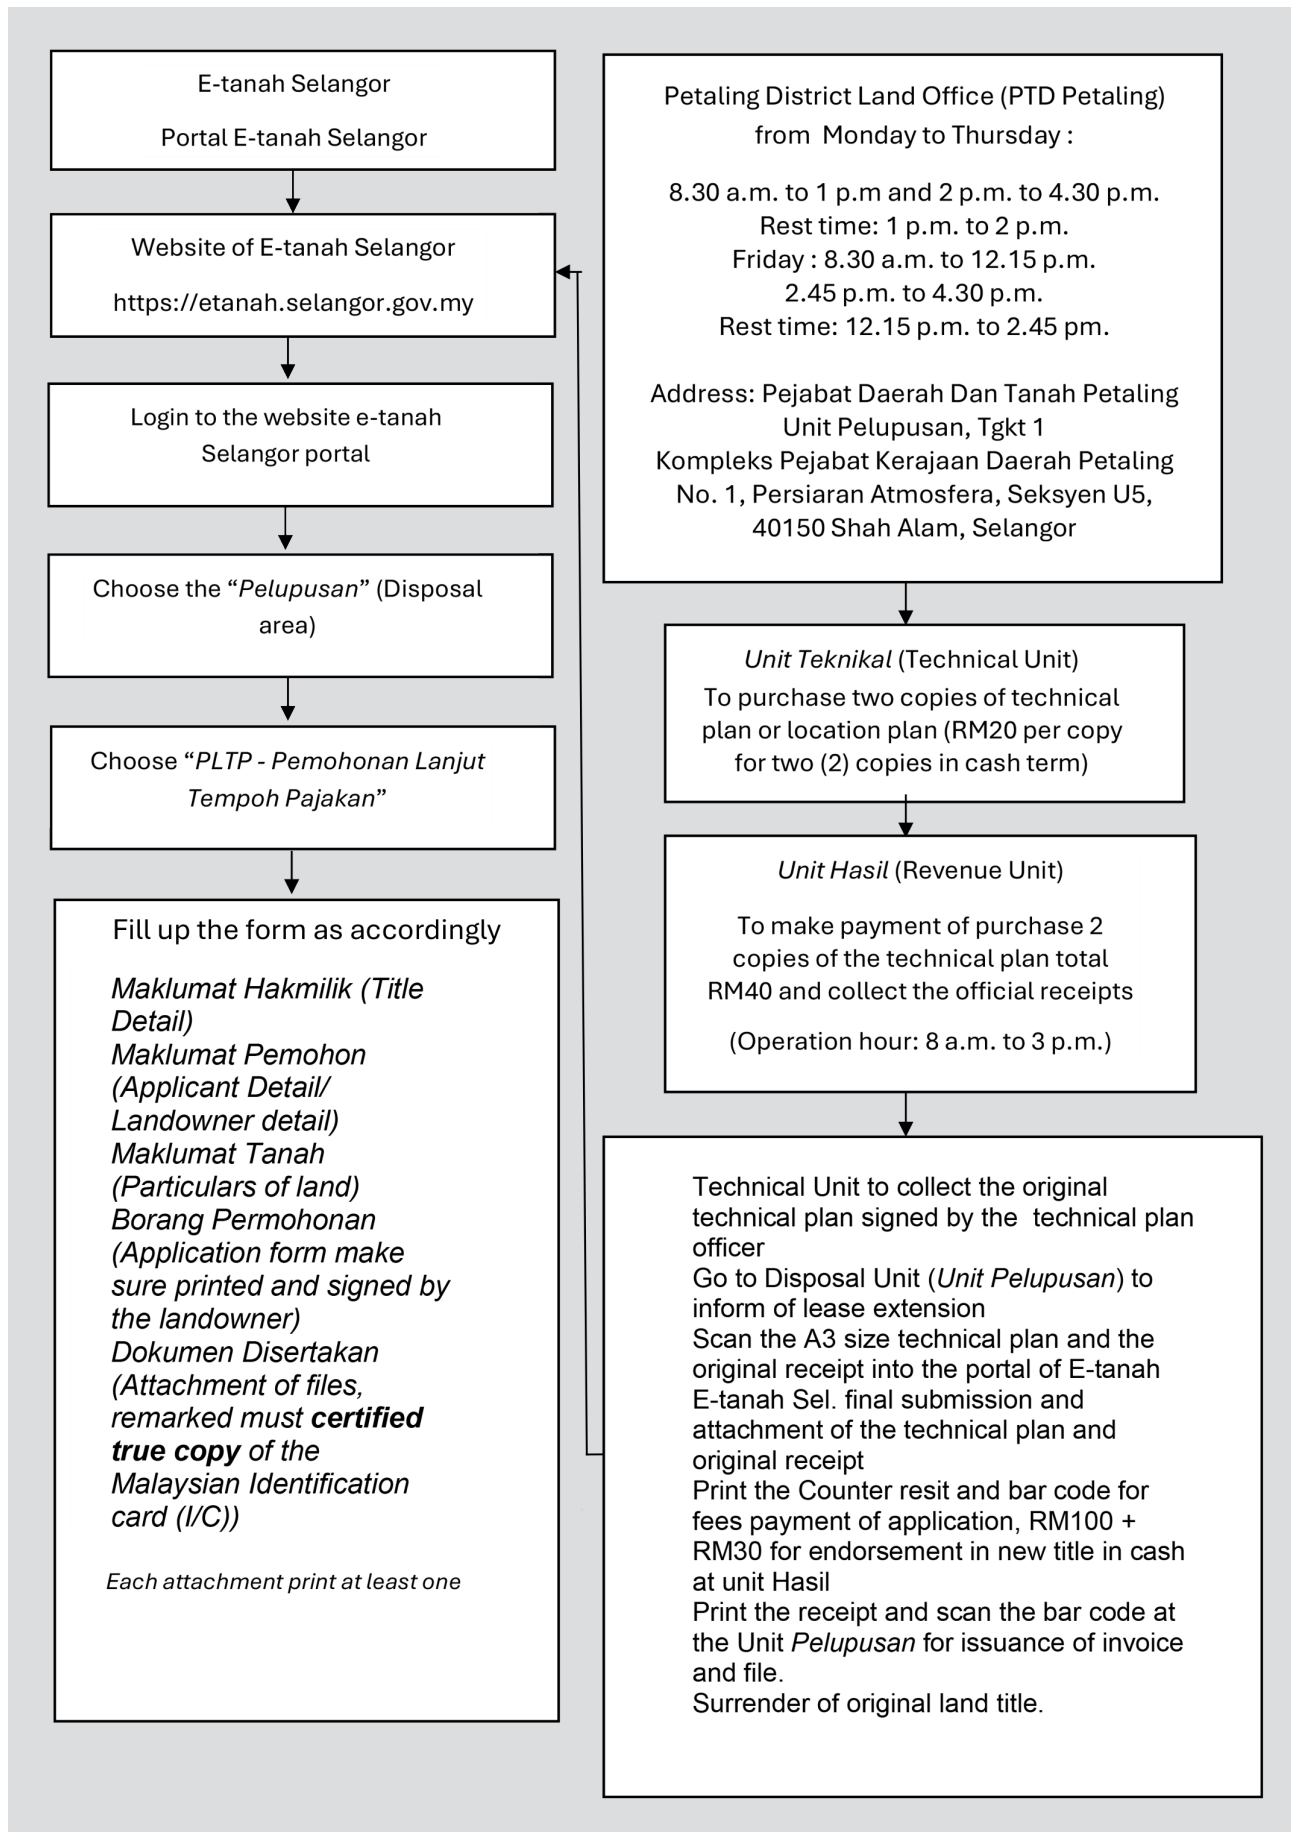 E-tanah Selangor
Portal E-tanah Selangor
Website of E-tanah Selangor
https://etanah.selangor.gov.my
Login to the website e-tanah
Selangor portal
Choose the “Pelupusan” (Disposal
area)
Choose “PLTP - Pemohonan Lanjut
Tempoh Pajakan”
Fill up the form as accordingly
Maklumat Hakmilik (Title
Detail)
Maklumat Pemohon
(Applicant Detail/
Landowner detail)
Maklumat Tanah
(Particulars of land)
Borang Permohonan
(Application form make
sure printed and signed by
the landowner)
Dokumen Disertakan
(Attachment of files,
remarked must certified
true copy of the
Malaysian Identification
card (I/C))
Each attachment print at least one
Petaling District Land Office (PTD Petaling)
from Monday to Thursday :
8.30 a.m. to 1 p.m and 2 p.m. to 4.30 p.m.
Rest time: 1 p.m. to 2 p.m.
Friday : 8.30 a.m. to 12.15 p.m.
2.45 p.m. to 4.30 p.m.
Rest time: 12.15 p.m. to 2.45 pm.
Address: Pejabat Daerah Dan Tanah Petaling
Unit Pelupusan, Tgkt 1
Kompleks Pejabat Kerajaan Daerah Petaling
No. 1, Persiaran Atmosfera, Seksyen U5,
40150 Shah Alam, Selangor
Unit Teknikal (Technical Unit)
To purchase two copies of technical
plan or location plan (RM20 per copy
for two (2) copies in cash term)
Unit Hasil (Revenue Unit)
To make payment of purchase 2
copies of the technical plan total
RM40 and collect the official receipts
(Operation hour: 8 a.m. to 3 p.m.)
Technical Unit to collect the original
technical plan signed by the technical plan
officer
Go to Disposal Unit (Unit Pelupusan) to
inform of lease extension
Scan the A3 size technical plan and the
original receipt into the portal of E-tanah
E-tanah Sel. final submission and
attachment of the technical plan and
original receipt
Print the Counter resit and bar code for
fees payment of application, RM100 +
RM30 for endorsement in new title in cash
at unit Hasil
Print the receipt and scan the bar code at
the Unit Pelupusan for issuance of invoice
and file.
Surrender of original land title.